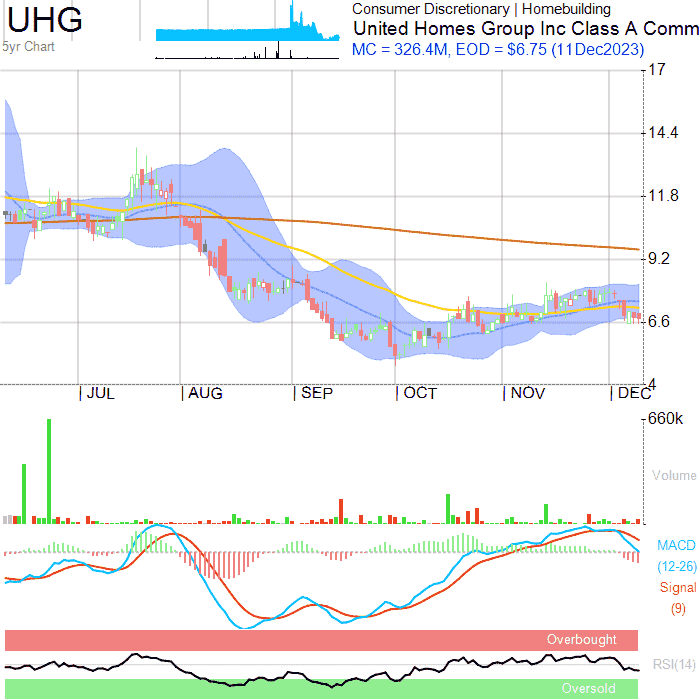 UHG
5yr Chart
Consumer Discretionary | Homebuilding
United Homes Group Inc Class A Comm
MC = 326.4M, EOD = $6.75 (11Dec2023)
17
14.4
11.8
9.2
6.6
4
JUL AUG SEP OCT NOV DEC
660k
Volume
MACD
(12-26)
Signal
(9)
Overbought
RSI(14)
Oversold